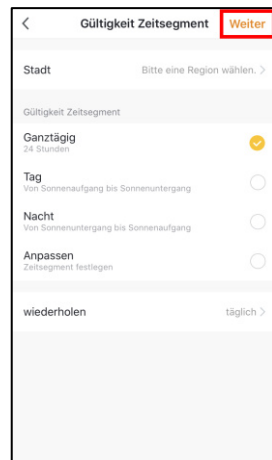 Gültigkeit Zeitsegment Weiter
Stadt Bitte eine Region wählen. >
Gültigkeit Zeitsegment
Ganztägig
24 Stunden
Tag
Von Sonnenaufgang bis Sonnenuntergang
Nacht
Von Sonnenuntergang bis Sonnenaufgang
Anpassen
Zeitsegment festlegen
wiederholen täglich >